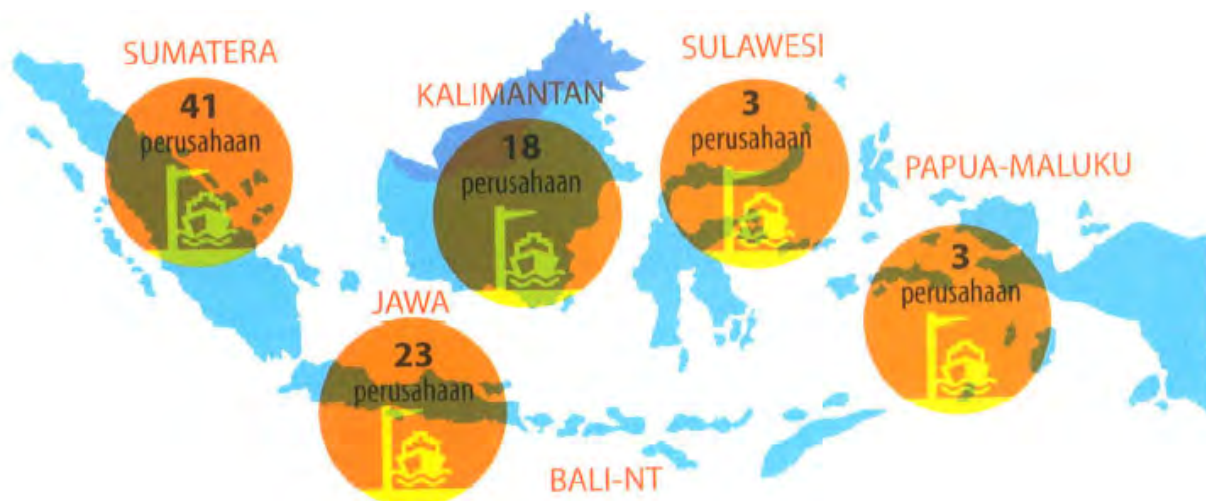 SUMATERA
41
perusahaan
KALIMANTAN
18
perusahaan
SULAWESI
3
perusahaan
PAPUA-MALUKU
3
perusahaan
JAWA
23
perusahaan
BALI-NT